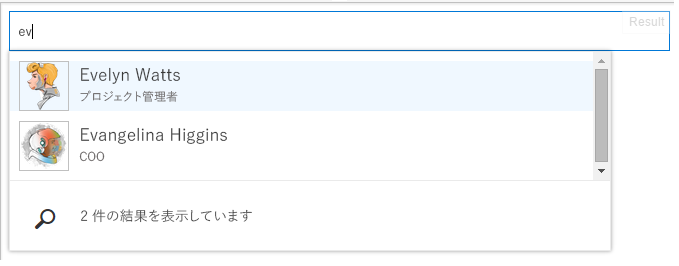 Result
ev
Evelyn Watts
プロジェクト管理者
Evangelina Higgins
COO
2 件の結果を表示しています